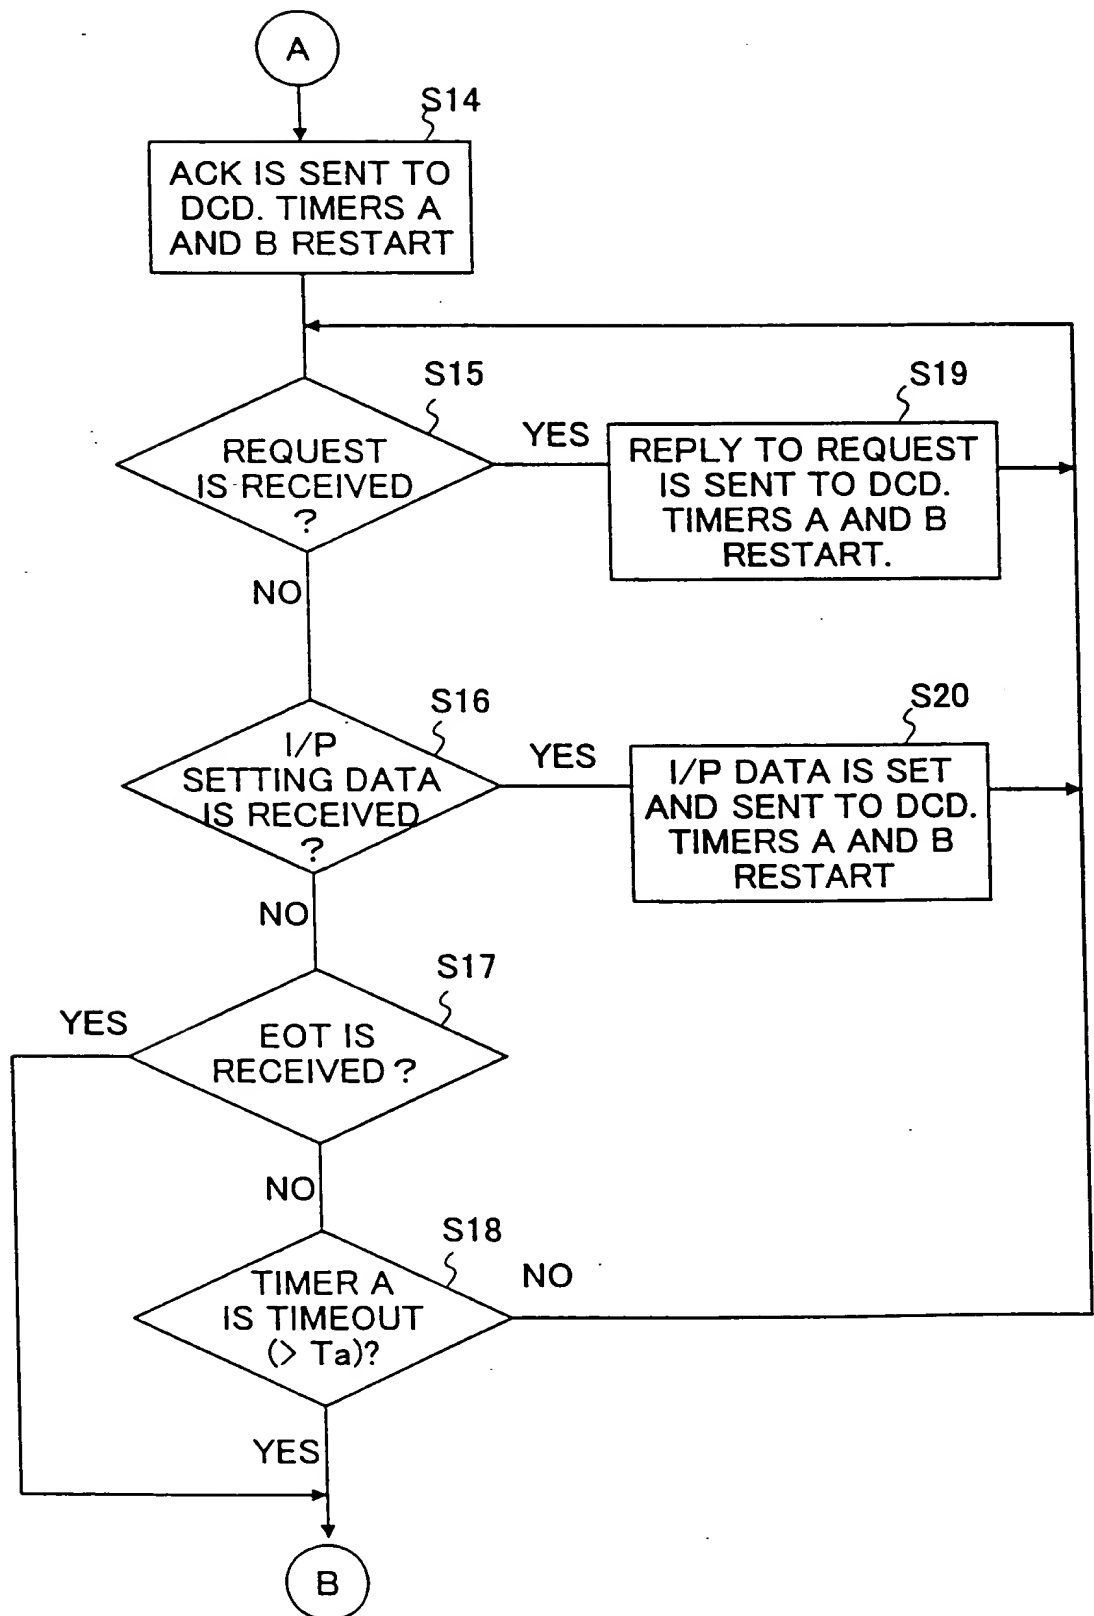 A
S14
ACK IS SENT TO
DCD. TIMERS A
AND B RESTART
S15
REQUEST
IS RECEIVED
?
YES
S19
REPLY TO REQUEST
IS SENT TO DCD.
TIMERS A AND B
RESTART.
NO
S16
I/P
SETTING DATA
IS RECEIVED
?
YES
S20
I/P DATA IS SET
AND SENT TO DCD.
TIMERS A AND B
RESTART
NO
S17
YES
EOT IS
RECEIVED ?
NO
S18
TIMER A
IS TIMEOUT
(> Ta)?
NO
YES
B